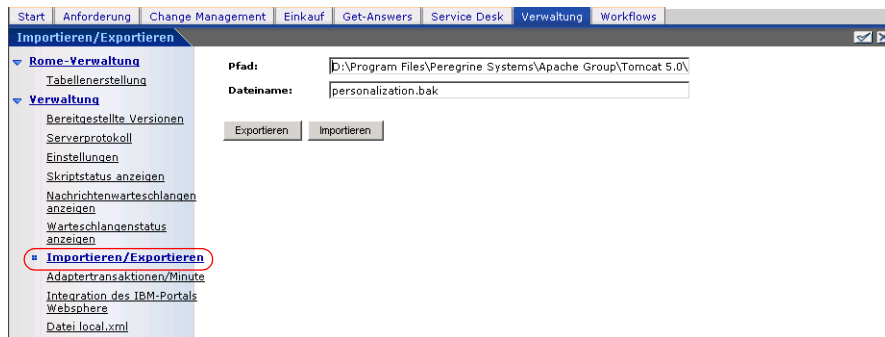 Start Anforderung Change Management Einkauf Get-Answers Service Desk Verwaltung Workflows
Importieren/Exportieren
Rome-Verwaltung
Tabellenerstellung
Verwaltung
Bereitgestellte Versionen
Serverprotokoll
Einstellungen
Skriptstatus anzeigen
Nachrichtenwarteschlangen
anzeigen
Warteschlangenstatus
anzeigen
Importieren/Exportieren
Adaptertransaktionen/Minute
Integration des IBM-Portals
Websphere
Datei local.xml
Pfad: D:\Program Files\Peregrine Systems\Apache Group\Tomcat 5.0\
Dateiname: personalization.bak
Exportieren Importieren